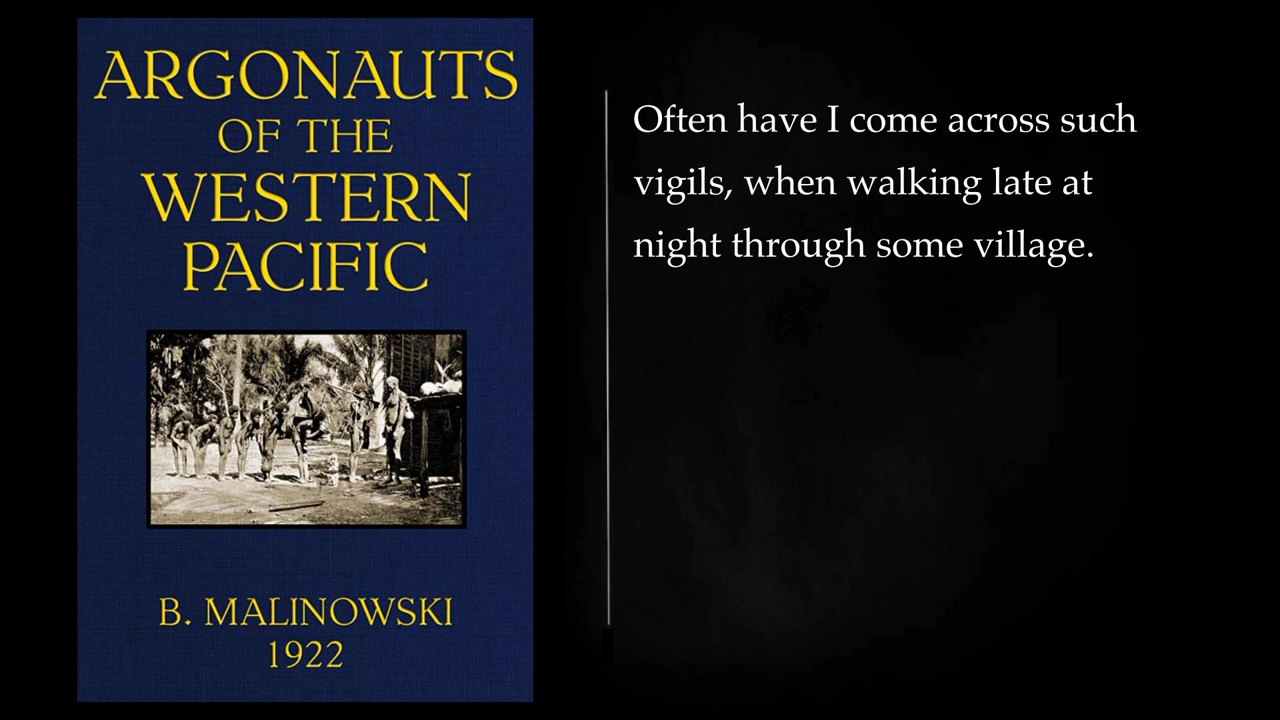 ARGONAUTS
OF THE
WESTERN
PACIFIC
B. MALINOWSKI
1922
Often have I come across such
vigils, when walking late at
night through some village.